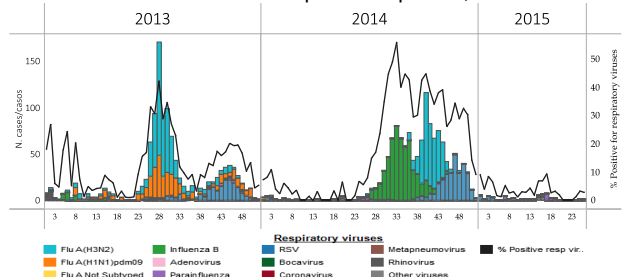 2013 2014 2015
150
100
50
0
N. cases/casos
50
40
30
20
10
0
% Positive for respiratory viruses
3 8 13 18 23 28 33 38 43 48 3 8 13 18 23 28 33 38 43 48 3 8 13 18 23
Respiratory viruses
Flu A(H3N2) Influenza B RSV Metapneumovirus % Positive resp vir..
Flu A(H1N1)pdm09 Adenovirus Bocavirus Rhinovirus
Flu A Not Subtyped Parainfluenza Coronavirus Other viruses